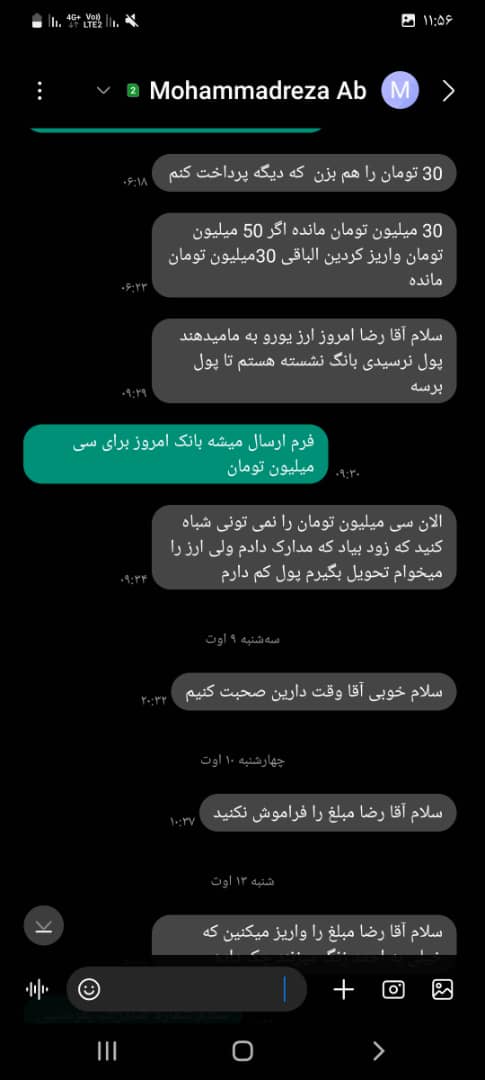 ۱۱:۵۶
4G+ Vo)) LTE2
Mohammadreza Ab
2
M
30 تومان را هم بزن که دیگه پرداخت کنم
۰۶:۱۸
30 میلیون تومان مانده اگر 50 میلیون
تومان واریز کردین الباقی 30میلیون تومان
مانده
۰۶:۲۳
سلام آقا رضا امروز ارز یورو به مامیدهند
پول نرسیدی بانگ نشسته هستم تا پول
برسه
۰۹:۲۹
فرم ارسال میشه بانک امروز برای سی
میلیون تومان
۰۹:۳۰
الان سی میلیون تومان را نمی تونی شباه
کنید که زود بیاد که مدارک دادم ولی ارز را
میخوام تحویل بگیرم پول کم دارم
۰۹:۳۴
سه‌شنبه ۹ اوت
سلام خوبی آقا وقت دارین صحبت کنیم
۲۰:۳۲
چهارشنبه ۱۰ اوت
سلام آقا رضا مبلغ را فراموش نکنید
۱۰:۳۷
شنبه ۱۳ اوت
سلام آقا رضا مبلغ را واریز میکنین که